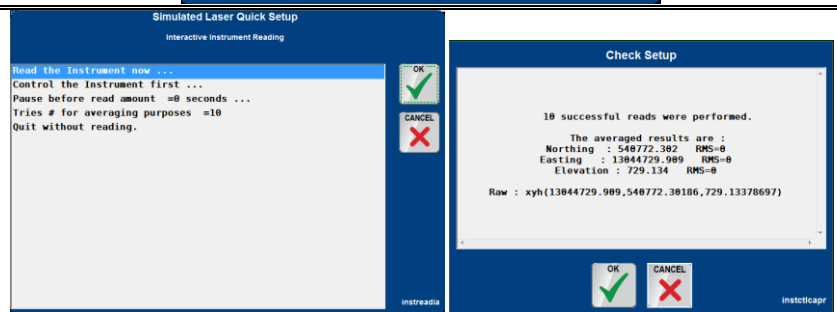 Simulated Laser Quick Setup
Interactive Instrument Reading
Read the Instrument now ...
Control the Instrument first ...
Pause before read amount =0 seconds ...
Tries # for averaging purposes =10
Quit without reading.
OK
CANCEL
instreadia
Check Setup
10 successful reads were performed.
The averaged results are :
Northing : 540772.302 RMS=0
Easting : 13044729.909 RMS=0
Elevation : 729.134 RMS=0
Raw : xyh(13044729.909,540772.30186,729.13378697)
OK
CANCEL
instctlcapr